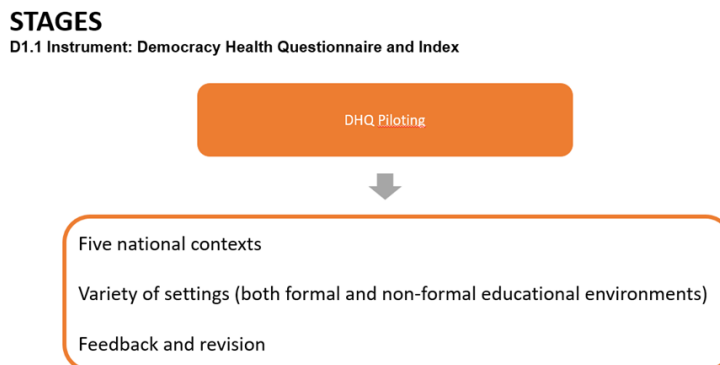 STAGES
D1.1 Instrument: Democracy Health Questionnaire and Index
DHQ Piloting
Five national contexts
Variety of settings (both formal and non-formal educational environments)
Feedback and revision